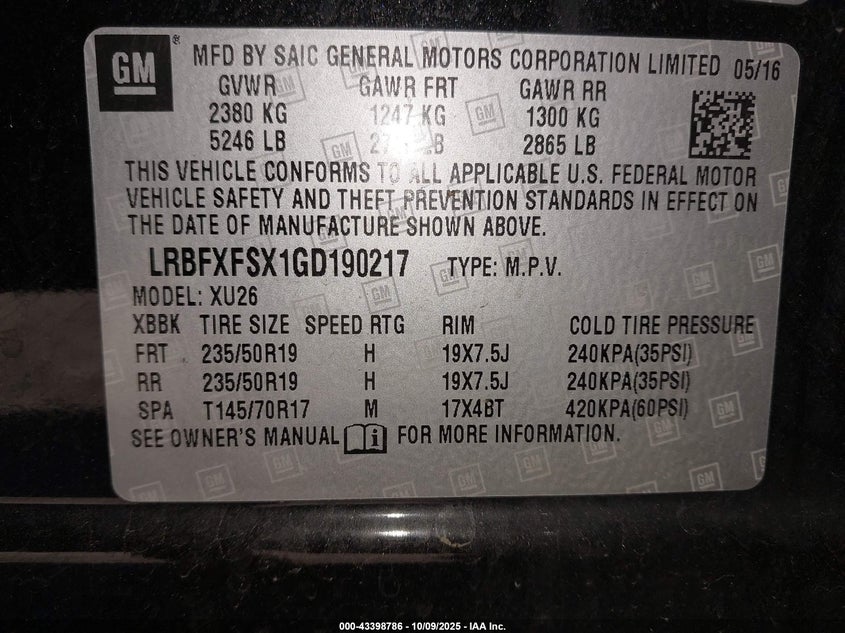 GM ® MFD BY SAIC GENERAL MOTORS CORPORATION LIMITED 05/16
GVWR GAWR FRT GAWR RR
2380 KG 1247 KG 1300 KG
5246 LB LB 2865 LB
THIS VEHICLE CONFORMS TO ALL APPLICABLE U.S. FEDERAL MOTOR
VEHICLE SAFETY AND THEFT PREVENTION STANDARDS IN EFFECT ON
THE DATE OF MANUFACTURE SHOWN ABOVE.
LRBFXFSX1GD190217 TYPE: M.P.V.
MODEL: XU26
XBBK TIRE SIZE SPEED RTG RIM COLD TIRE PRESSURE
FRT 235/50R19 H 19X7.5J 240KPA(35PSI)
RR 235/50R19 H 19X7.5J 240KPA(35PSI)
SPA T145/70R17 M 17X4BT 420KPA(60PSI)
SEE OWNER'S MANUAL FOR MORE INFORMATION.
000-43398786 - 10/09/2025 - IAA Inc.